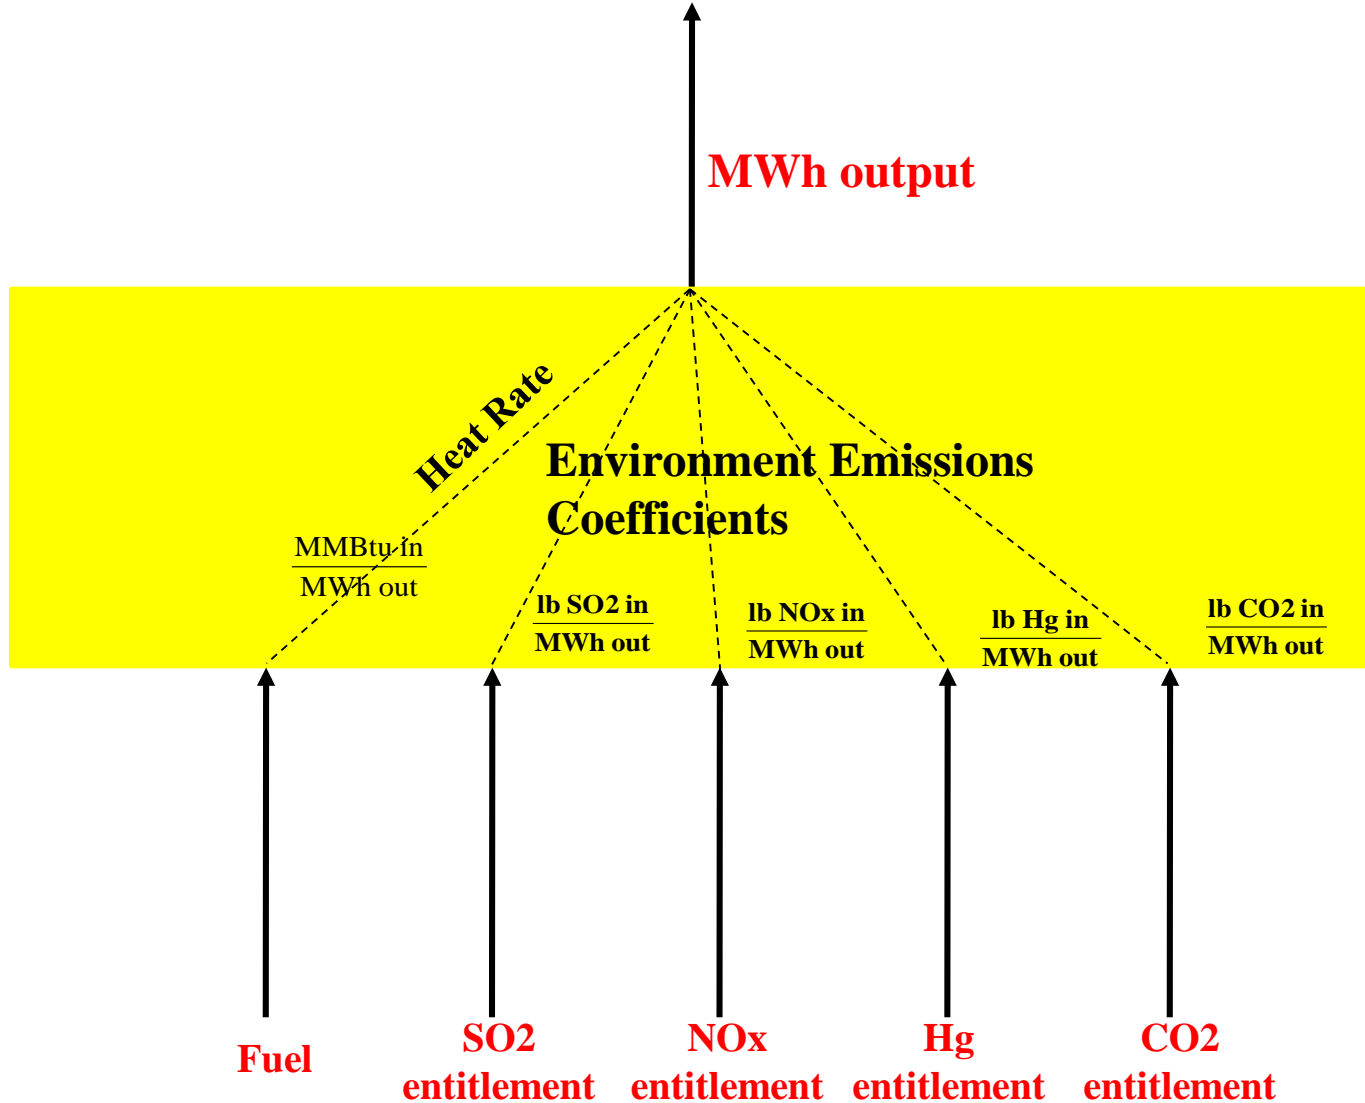 MWh output
Heat Rate
Environment Emissions
Coefficients
MMBtu in
MWh out
lb SO2 in
MWh out
lb NOx in
MWh out
lb Hg in
MWh out
lb CO2 in
MWh out
Fuel
SO2
entitlement
NOx
entitlement
Hg
entitlement
CO2
entitlement